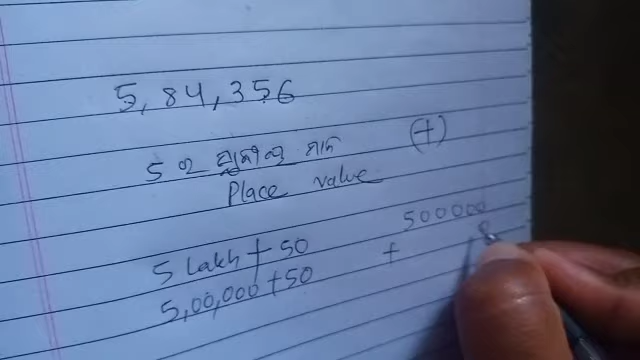 5,84,356
5 ର ସ୍ଥାନୀୟ ମାନ (+)
Place value
5 lakh + 50
5,00,000 + 50
500000
+